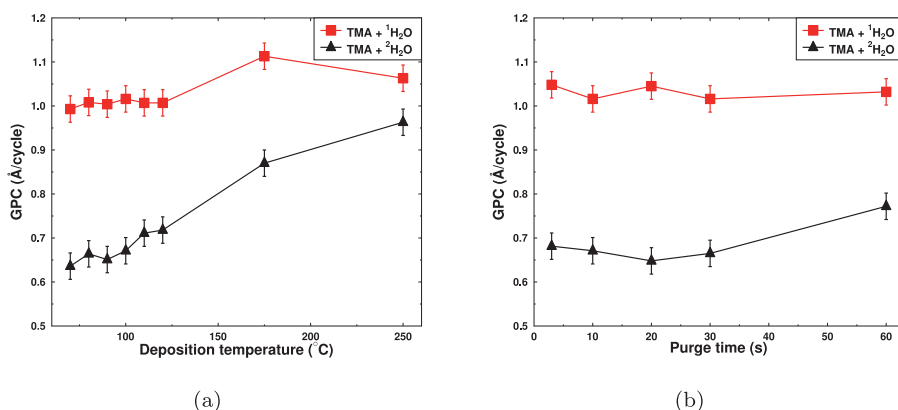 1.2
1.1
1.0
0.9
0.8
0.7
0.6
0.5
GPC (Å/cycle)
TMA + ¹H₂O
TMA + ²H₂O
100
150
200
250
Deposition temperature (°C)
(a)
1.2
1.1
1.0
0.9
0.8
0.7
0.6
0.5
GPC (Å/cycle)
TMA + ¹H₂O
TMA + ²H₂O
0
10
20
30
40
50
60
Purge time (s)
(b)